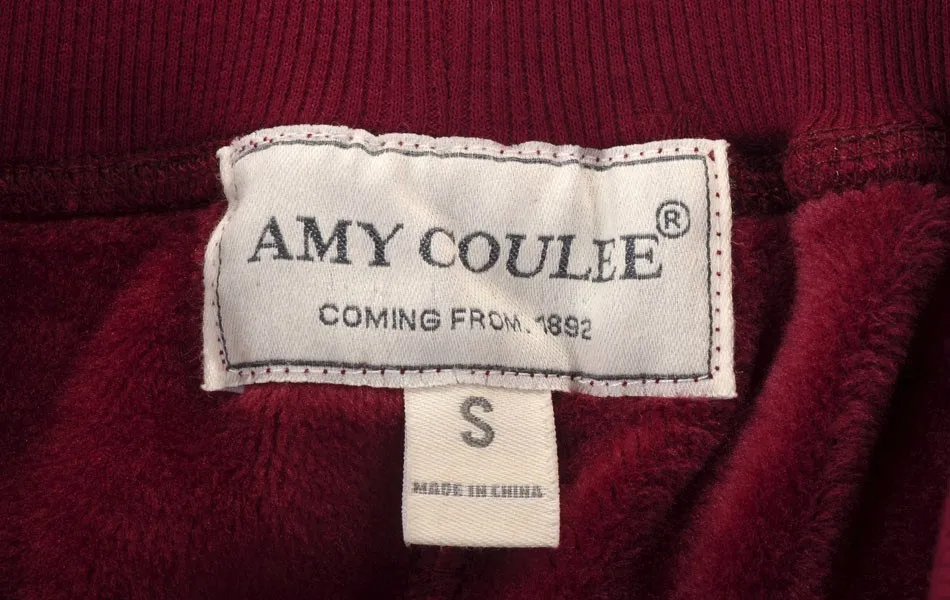 AMY COULEE®
COMING FROM. 1892
S
MADE IN CHINA